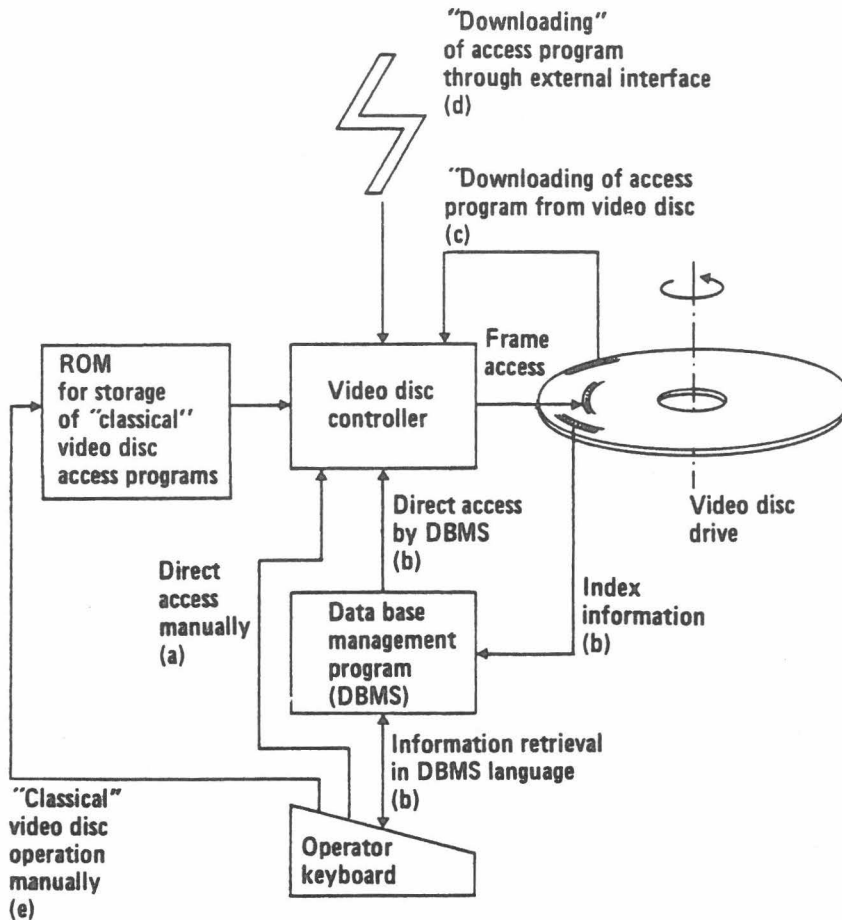 "Downloading"
of access program
through external interface
(d)
"Downloading of access
program from video disc
(c)
Frame
access
ROM
for storage
of "classical"
video disc
access programs
Video disc
controller
Video disc
drive
Direct access
by DBMS
(b)
Direct
access
manually
(a)
Data base
management
program
(DBMS)
Index
information
(b)
Information retrieval
in DBMS language
(b)
"Classical"
video disc
operation
manually
(e)
Operator
keyboard